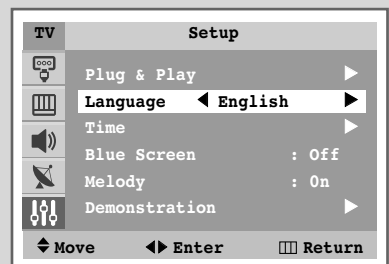 TV Setup
Plug & Play
Language English
Time
Blue Screen : Off
Melody : On
Demonstration
Move Enter Return